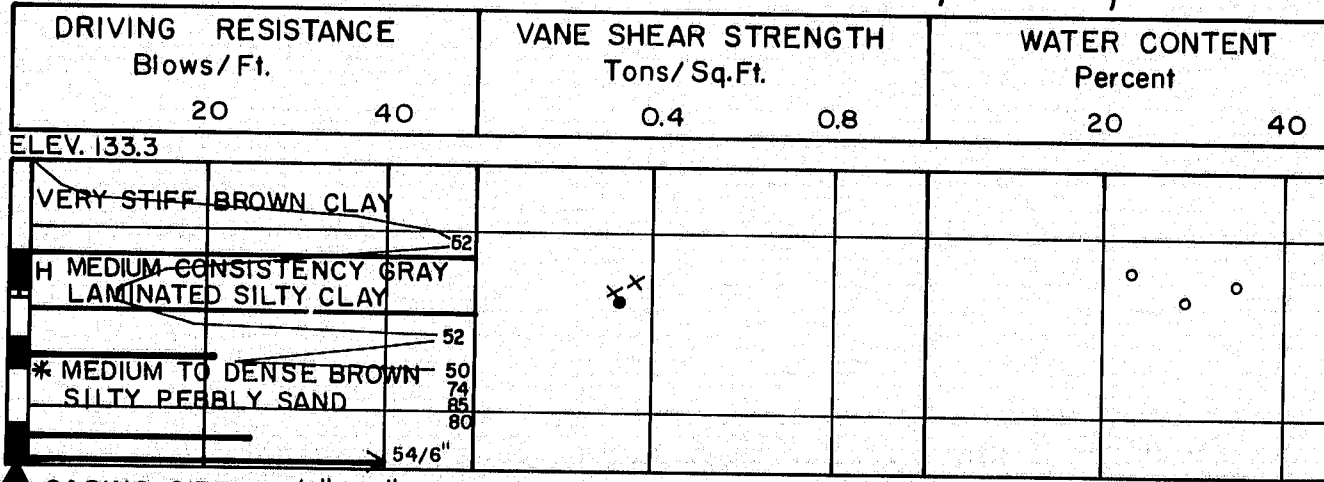 DRIVING RESISTANCE
Blows/Ft.
20 40
VANE SHEAR STRENGTH
Tons/Sq.Ft.
0.4 0.8
WATER CONTENT
Percent
20 40
ELEV. 133.3
VERY STIFF BROWN CLAY
52
H MEDIUM CONSISTENCY GRAY
LAMINATED SILTY CLAY
52
* MEDIUM TO DENSE BROWN
SILTY PEBBLY SAND
50
74
85
80
54/6"